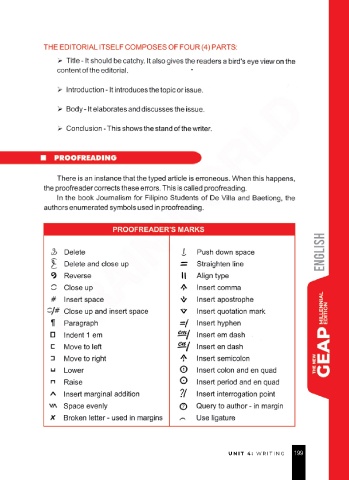 THE EDITORIAL ITSELF COMPOSES OF FOUR (4) PARTS:
➢ Title - It should be catchy. It also gives the readers a bird's eye view on the
content of the editorial.
➢ Introduction - It introduces the topic or issue.
➢ Body - It elaborates and discusses the issue.
➢ Conclusion - This shows the stand of the writer.
■ PROOFREADING
There is an instance that the typed article is erroneous. When this happens,
the proofreader corrects these errors. This is called proofreading.
In the book Journalism for Filipino Students of De Villa and Baetiong, the
authors enumerated symbols used in proofreading.
PROOFREADER'S MARKS
Delete
Delete and close up
Reverse
Close up
# Insert space
/# Close up and insert space
¶ Paragraph
Indent 1 em
Move to left
Move to right
Lower
Raise
Insert marginal addition
Space evenly
X Broken letter - used in margins
Push down space
= Straighten line
|| Align type
Insert comma
Insert apostrophe
Insert quotation mark
=/ Insert hyphen
em/ Insert em dash
en/ Insert en dash
Insert semicolon
Insert colon and en quad
Insert period and en quad
?/ Insert interrogation point
? Query to author - in margin
Use ligature
ENGLISH
THE NEW
GEAP MILLENNIAL
EDITION
UNIT 4: WRITING 199